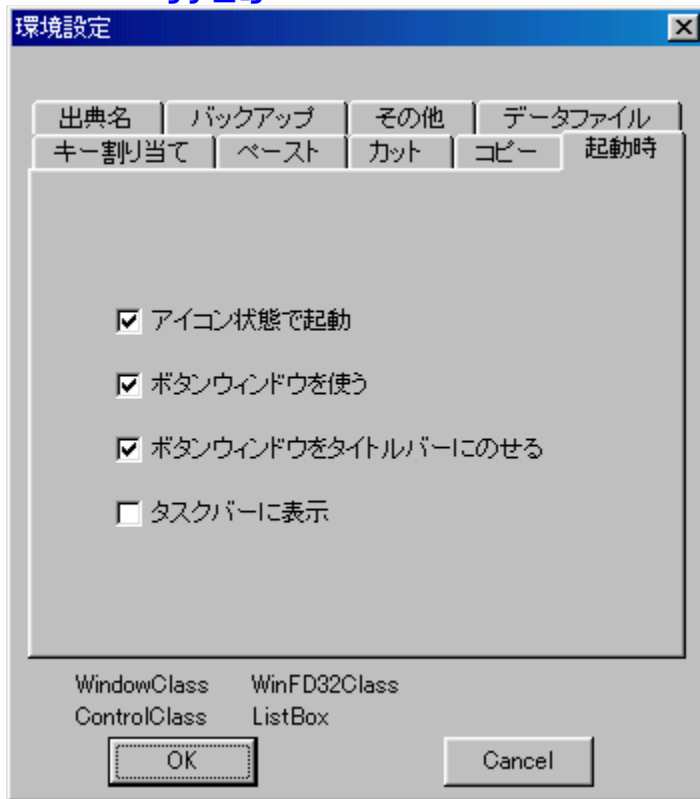 環境設定
出典名 バックアップ その他 データファイル
キー割り当て ペースト カット コピー 起動時
アイコン状態で起動
ボタンウィンドウを使う
ボタンウィンドウをタイトルバーにのせる
タスクバーに表示
WindowClass WinFD32Class
ControlClass ListBox
OK Cancel